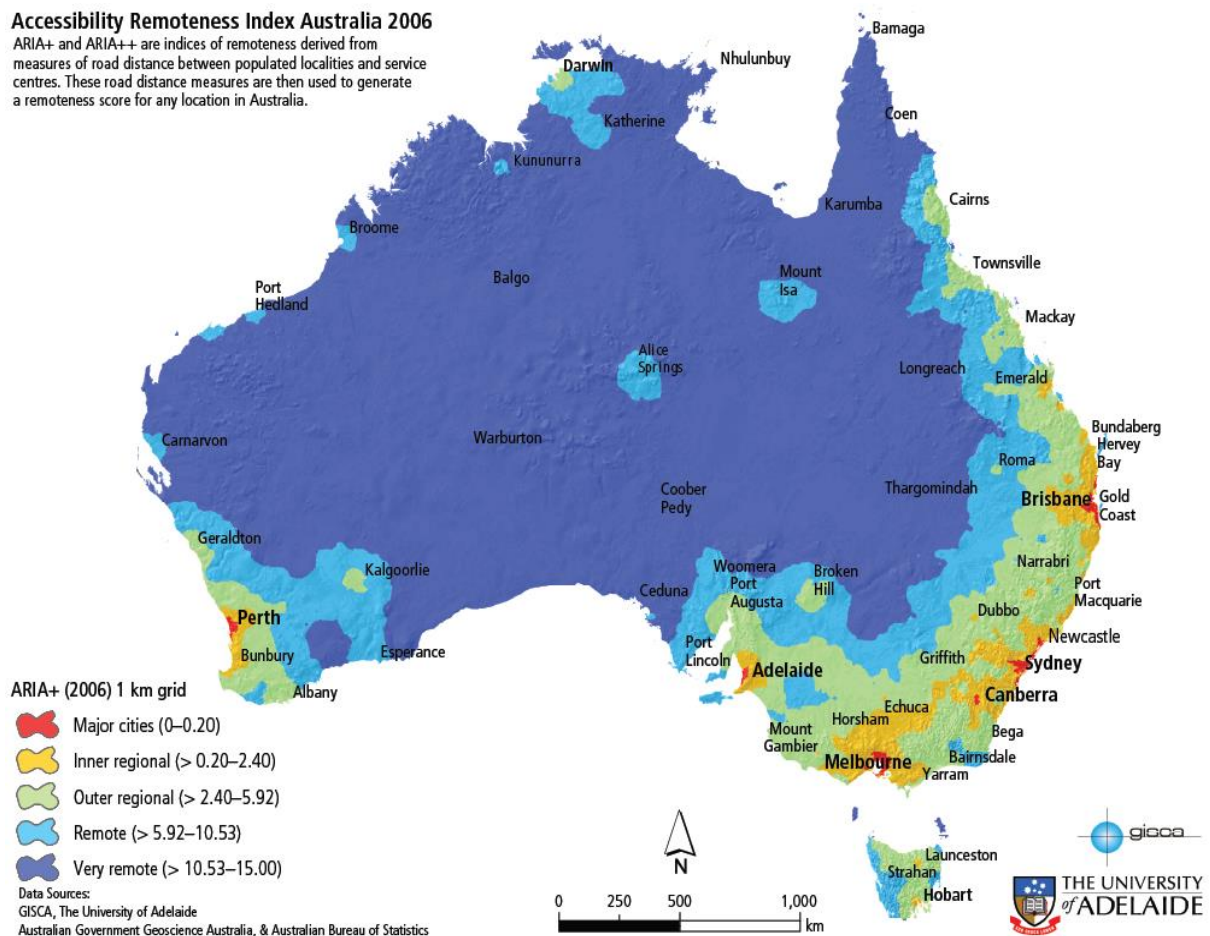 Accessibility Remoteness Index Australia 2006
ARIA+ and ARIA++ are indices of remoteness derived from
measures of road distance between populated localities and service
centres. These road distance measures are then used to generate
a remoteness score for any location in Australia.
Bamaga
Nhulunbuy
Darwin
Coen
Katherine
Kununurra
Karumba
Cairns
Broome
Balgo
Mount
Isa
Townsville
Port
Hedland
Mackay
Alice
Springs
Longreach
Emerald
Carnarvon
Warburton
Bundaberg
Hervey
Bay
Roma
Coober
Pedy
Thargomindah
Brisbane
Gold
Coast
Geraldton
Kalgoorlie
Woomera
Broken
Hill
Narrabri
Ceduna
Port
Augusta
Port
Macquarie
Dubbo
Perth
Newcastle
Bunbury
Esperance
Port
Lincoln
Adelaide
Griffith
Sydney
Albany
Canberra
Echuca
Horsham
Mount
Gambier
Bega
Bairnsdale
Melbourne
Yarram
Launceston
Strahan
Hobart
ARIA+ (2006) 1 km grid
Major cities (0–0.20)
Inner regional (> 0.20–2.40)
Outer regional (> 2.40–5.92)
Remote (> 5.92–10.53)
Very remote (> 10.53–15.00)
Data Sources:
GISCA, The University of Adelaide
Australian Government Geoscience Australia, & Australian Bureau of Statistics
N
0 250 500 1,000
km
gisca
THE UNIVERSITY
of ADELAIDE